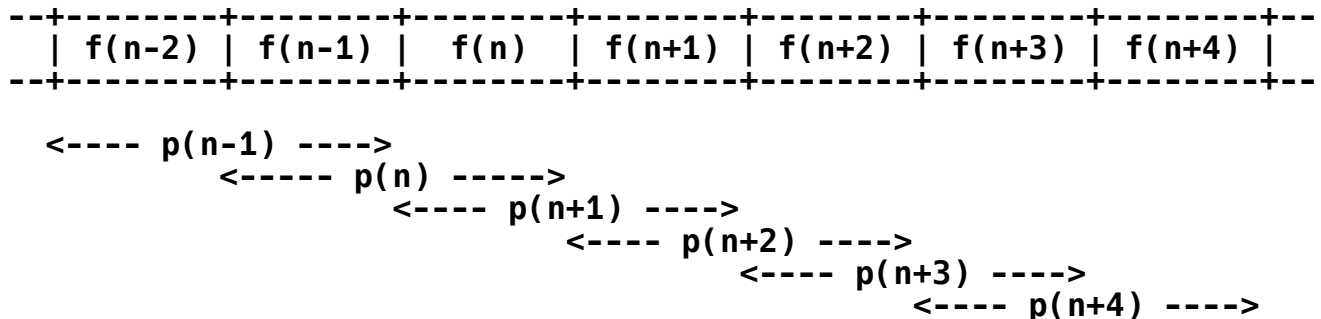 --+--------+--------+--------+--------+--------+--------+--------+--
  | f(n-2) | f(n-1) |  f(n)  | f(n+1) | f(n+2) | f(n+3) | f(n+4) |
--+--------+--------+--------+--------+--------+--------+--------+--
<---- p(n-1) ---->
<----- p(n) ----->
<---- p(n+1) ---->
<---- p(n+2) ---->
<---- p(n+3) ---->
<---- p(n+4) ---->